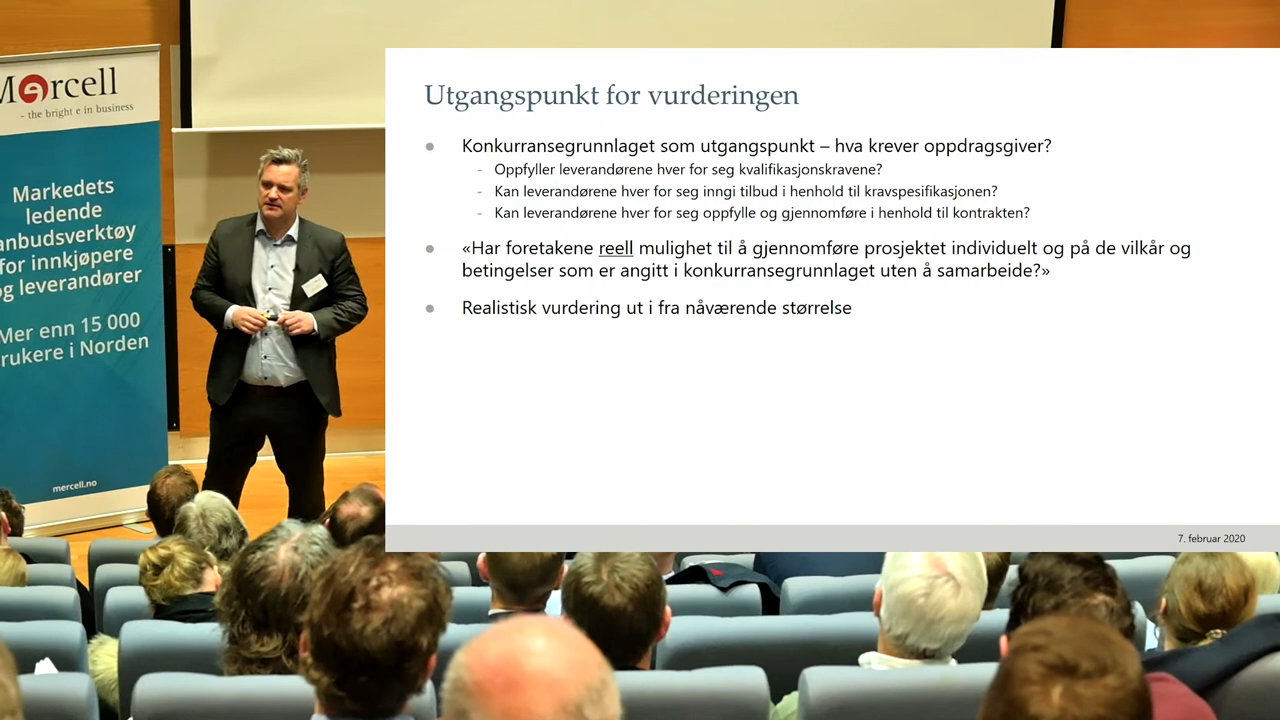 Mercell
- the bright e in business
Markedets
ledende
anbudsverktøy
for innkjøpere
og leverandører
Mer enn 15 000
rukere i Norden
mercell.no
Utgangspunkt for vurderingen
● Konkurransegrunnlaget som utgangspunkt – hva krever oppdragsgiver?
- Oppfyller leverandørene hver for seg kvalifikasjonskravene?
- Kan leverandørene hver for seg inngi tilbud i henhold til kravspesifikasjonen?
- Kan leverandørene hver for seg oppfylle og gjennomføre i henhold til kontrakten?
● «Har foretakene reell mulighet til å gjennomføre prosjektet individuelt og på de vilkår og
betingelser som er angitt i konkurransegrunnlaget uten å samarbeide?»
● Realistisk vurdering ut i fra nåværende størrelse
7. februar 2020